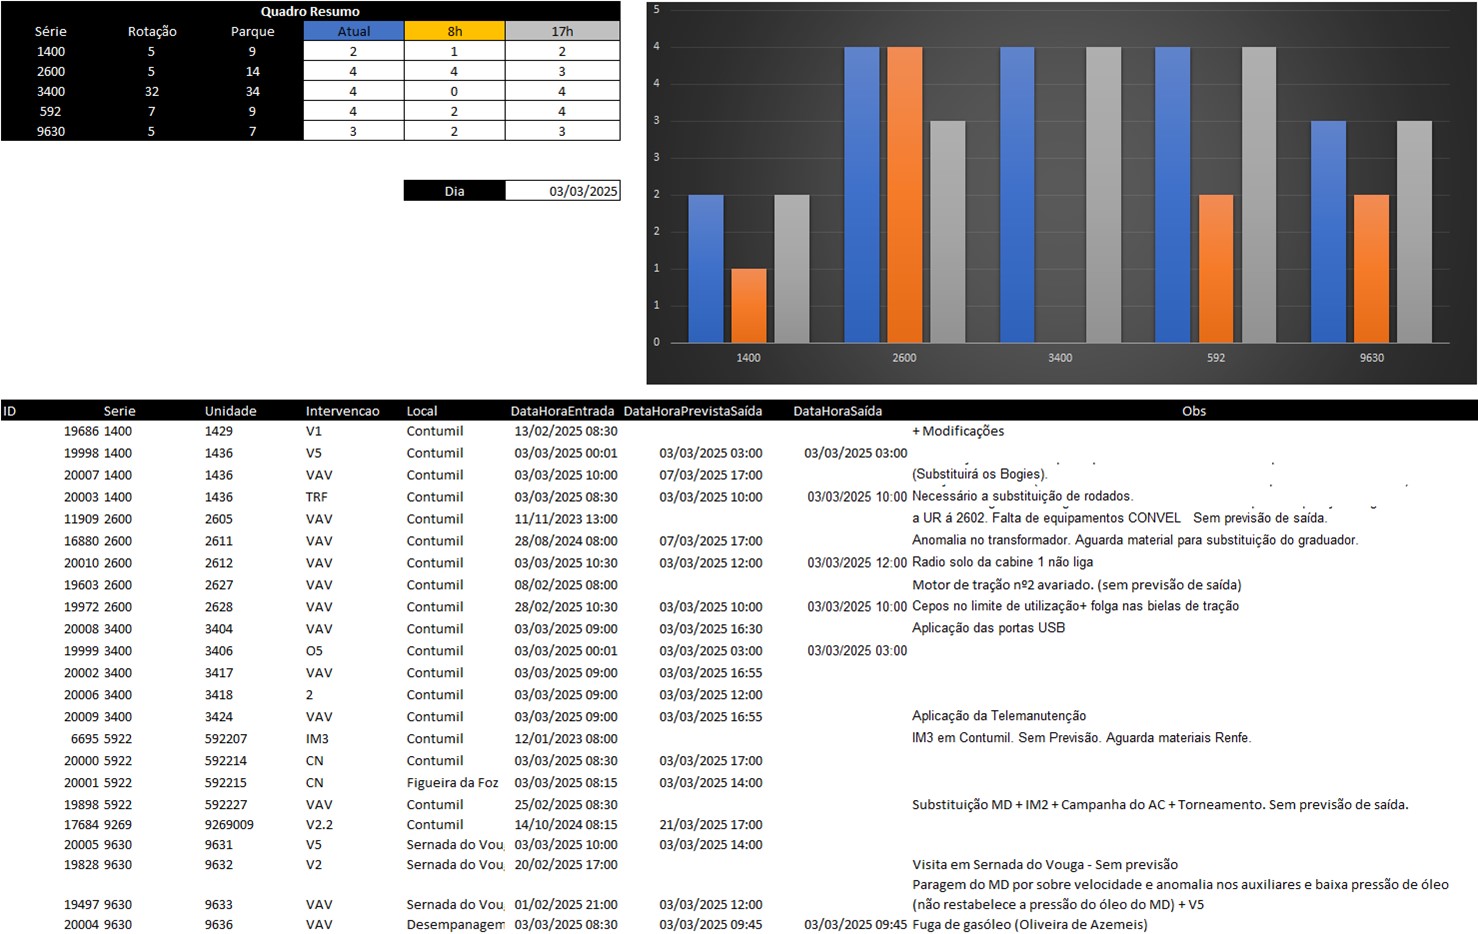 Quadro Resumo
Série Rotação Parque Atual 8h 17h
1400 5 9 2 1 2
2600 5 14 4 4 3
3400 32 34 4 0 4
592 7 9 4 2 4
9630 5 7 3 2 3
Dia 03/03/2025
5
4
4
3
3
2
2
1
1
0
1400 2600 3400 592 9630
ID Serie Unidade Intervencao Local DataHoraEntrada DataHoraPrevistaSaída DataHoraSaída Obs
19686 1400 1429 V1 Contumil 13/02/2025 08:30 + Modificações
19998 1400 1436 V5 Contumil 03/03/2025 00:01 03/03/2025 03:00 03/03/2025 03:00
20007 1400 1436 VAV Contumil 03/03/2025 10:00 07/03/2025 17:00 (Substituirá os Bogies).
20003 1400 1436 TRF Contumil 03/03/2025 08:30 03/03/2025 10:00 03/03/2025 10:00 Necessário a substituição de rodados.
11909 2600 2605 VAV Contumil 11/11/2023 13:00 a UR á 2602. Falta de equipamentos CONVEL Sem previsão de saída.
16880 2600 2611 VAV Contumil 28/08/2024 08:00 07/03/2025 17:00 Anomalia no transformador. Aguarda material para substituição do graduador.
20010 2600 2612 VAV Contumil 03/03/2025 10:30 03/03/2025 12:00 03/03/2025 12:00 Radio solo da cabine 1 não liga
19603 2600 2627 VAV Contumil 08/02/2025 08:00 Motor de tração nº2 avariado. (sem previsão de saída)
19972 2600 2628 VAV Contumil 28/02/2025 10:30 03/03/2025 10:00 03/03/2025 10:00 Cepos no limite de utilização+ folga nas bielas de tração
20008 3400 3404 VAV Contumil 03/03/2025 09:00 03/03/2025 16:30 Aplicação das portas USB
19999 3400 3406 O5 Contumil 03/03/2025 00:01 03/03/2025 03:00 03/03/2025 03:00
20002 3400 3417 VAV Contumil 03/03/2025 09:00 03/03/2025 16:55
20006 3400 3418 2 Contumil 03/03/2025 09:00 03/03/2025 12:00
20009 3400 3424 VAV Contumil 03/03/2025 09:00 03/03/2025 16:55 Aplicação da Telemanutenção
6695 5922 592207 IM3 Contumil 12/01/2023 08:00 IM3 em Contumil. Sem Previsão. Aguarda materiais Renfe.
20000 5922 592214 CN Contumil 03/03/2025 08:30 03/03/2025 17:00
20001 5922 592215 CN Figueira da Foz 03/03/2025 08:15 03/03/2025 14:00
19898 5922 592227 VAV Contumil 25/02/2025 08:30 Substituição MD + IM2 + Campanha do AC + Torneamento. Sem previsão de saída.
17684 9269 9269009 V2.2 Contumil 14/10/2024 08:15 21/03/2025 17:00
20005 9630 9631 V5 Sernada do Vou 03/03/2025 10:00 03/03/2025 14:00
19828 9630 9632 V2 Sernada do Vou 20/02/2025 17:00 Visita em Sernada do Vouga - Sem previsão
Paragem do MD por sobre velocidade e anomalia nos auxiliares e baixa pressão de óleo
19497 9630 9633 VAV Sernada do Vou 01/02/2025 21:00 03/03/2025 12:00 (não restabelece a pressão do óleo do MD) + V5
20004 9630 9636 VAV Desempanagem 03/03/2025 08:30 03/03/2025 09:45 03/03/2025 09:45 Fuga de gasóleo (Oliveira de Azemeis)